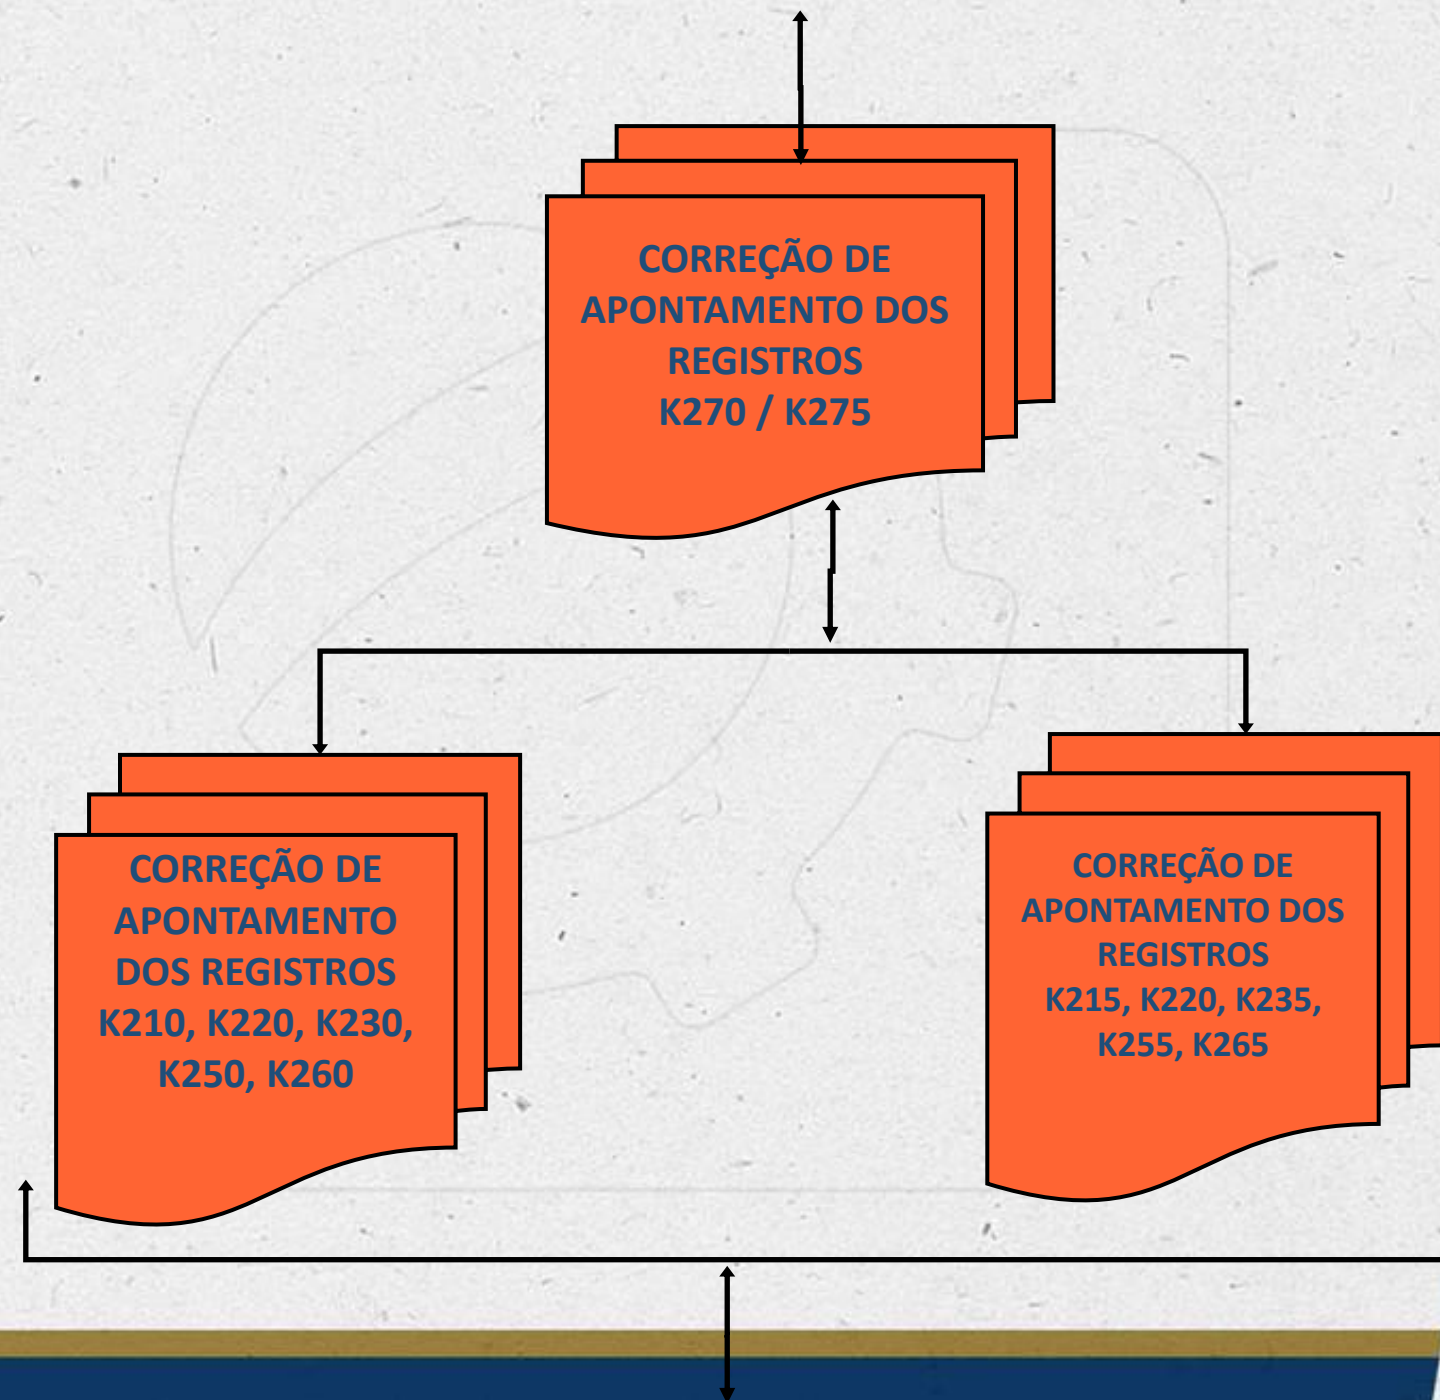 CORREÇÃO DE
APONTAMENTO DOS
REGISTROS
K270 / K275
CORREÇÃO DE
APONTAMENTO
DOS REGISTROS
K210, K220, K230,
K250, K260
CORREÇÃO DE
APONTAMENTO DOS
REGISTROS
K215, K220, K235,
K255, K265